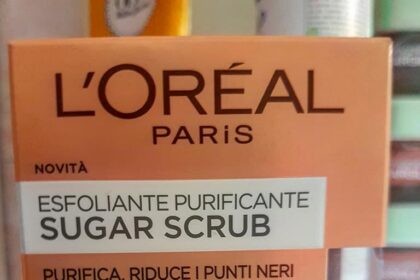 L'ORÉAL
PARiS
NOVITÀ
ESFOLIANTE PURIFICANTE
SUGAR SCRUB
PURIFICA, RIDUCE I PUNTI NERI